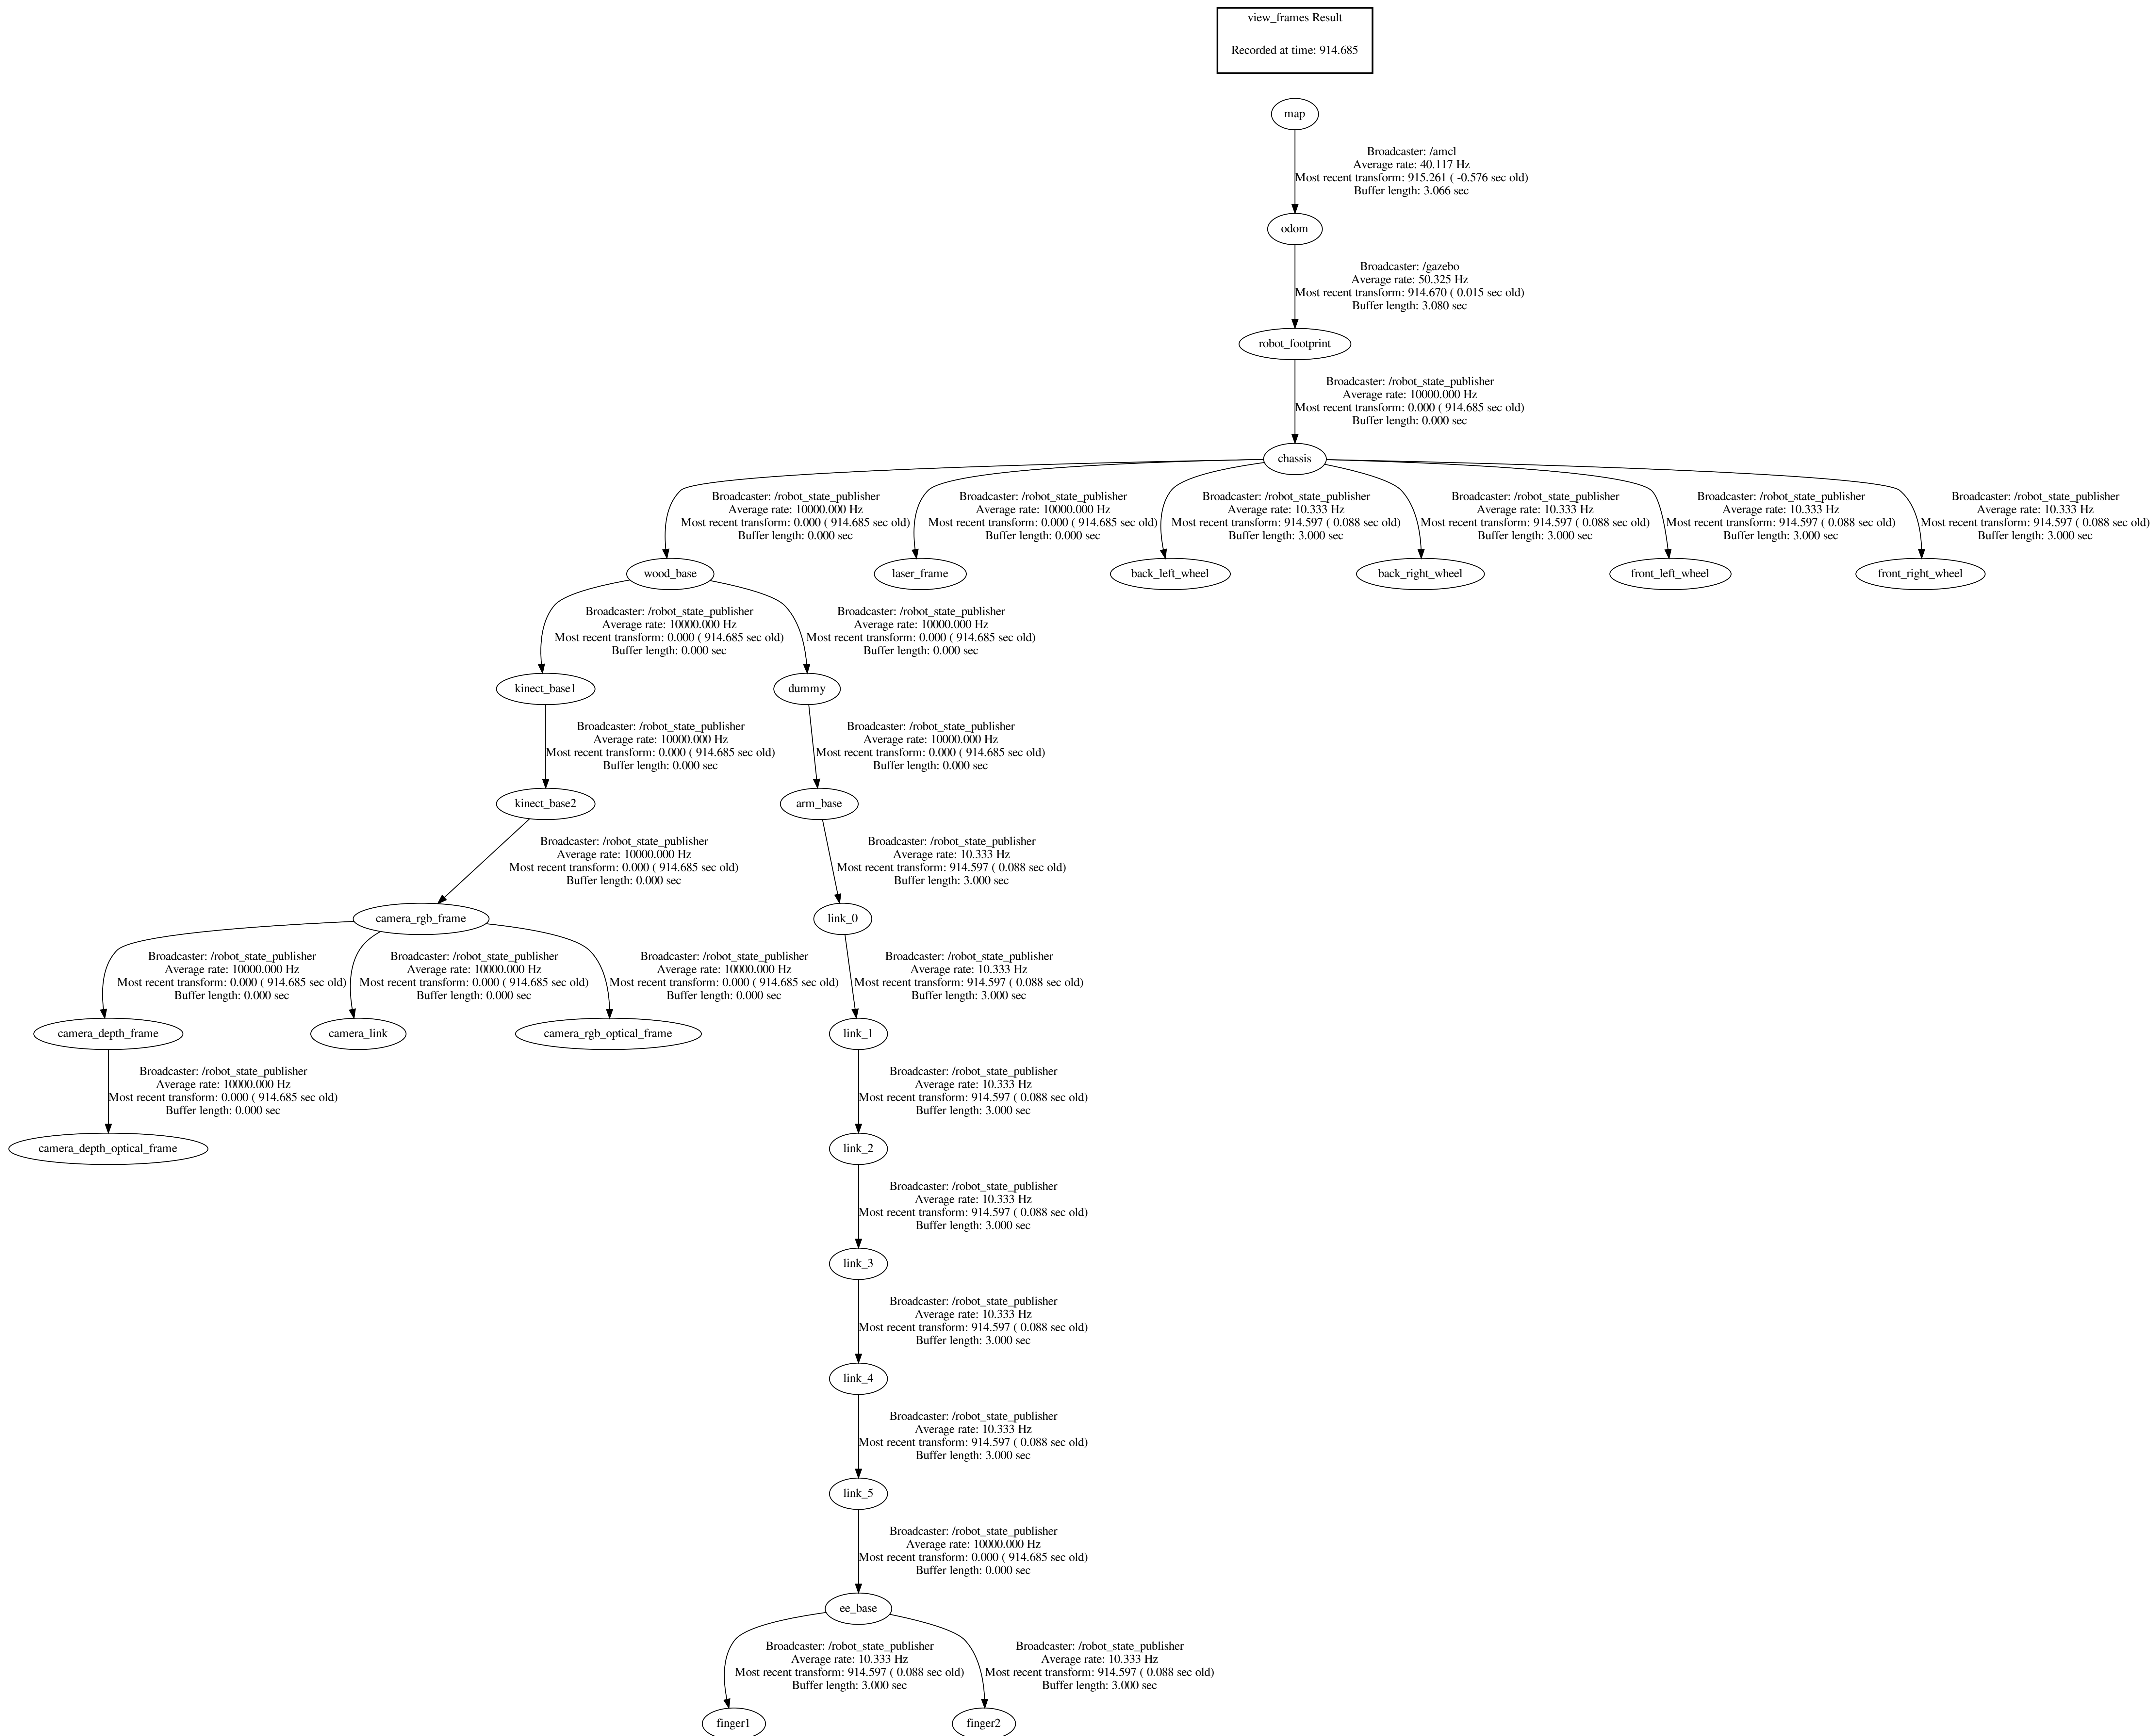 view_frames Result
Recorded at time: 914.685
map
Broadcaster: /amcl
Average rate: 40.117 Hz
Most recent transform: 915.261 ( -0.576 sec old)
Buffer length: 3.066 sec
odom
Broadcaster: /gazebo
Average rate: 50.325 Hz
Most recent transform: 914.670 ( 0.015 sec old)
Buffer length: 3.080 sec
robot_footprint
Broadcaster: /robot_state_publisher
Average rate: 10000.000 Hz
Most recent transform: 0.000 ( 914.685 sec old)
Buffer length: 0.000 sec
chassis
Broadcaster: /robot_state_publisher
Average rate: 10000.000 Hz
Most recent transform: 0.000 ( 914.685 sec old)
Buffer length: 0.000 sec
Broadcaster: /robot_state_publisher
Average rate: 10000.000 Hz
Most recent transform: 0.000 ( 914.685 sec old)
Buffer length: 0.000 sec
Broadcaster: /robot_state_publisher
Average rate: 10.333 Hz
Most recent transform: 914.597 ( 0.088 sec old)
Buffer length: 3.000 sec
Broadcaster: /robot_state_publisher
Average rate: 10.333 Hz
Most recent transform: 914.597 ( 0.088 sec old)
Buffer length: 3.000 sec
Broadcaster: /robot_state_publisher
Average rate: 10.333 Hz
Most recent transform: 914.597 ( 0.088 sec old)
Buffer length: 3.000 sec
Broadcaster: /robot_state_publisher
Average rate: 10.333 Hz
Most recent transform: 914.597 ( 0.088 sec old)
Buffer length: 3.000 sec
wood_base
laser_frame
back_left_wheel
back_right_wheel
front_left_wheel
front_right_wheel
Broadcaster: /robot_state_publisher
Average rate: 10000.000 Hz
Most recent transform: 0.000 ( 914.685 sec old)
Buffer length: 0.000 sec
Broadcaster: /robot_state_publisher
Average rate: 10000.000 Hz
Most recent transform: 0.000 ( 914.685 sec old)
Buffer length: 0.000 sec
kinect_base1
dummy
Broadcaster: /robot_state_publisher
Average rate: 10000.000 Hz
Most recent transform: 0.000 ( 914.685 sec old)
Buffer length: 0.000 sec
Broadcaster: /robot_state_publisher
Average rate: 10000.000 Hz
Most recent transform: 0.000 ( 914.685 sec old)
Buffer length: 0.000 sec
kinect_base2
arm_base
Broadcaster: /robot_state_publisher
Average rate: 10000.000 Hz
Most recent transform: 0.000 ( 914.685 sec old)
Buffer length: 0.000 sec
Broadcaster: /robot_state_publisher
Average rate: 10.333 Hz
Most recent transform: 914.597 ( 0.088 sec old)
Buffer length: 3.000 sec
camera_rgb_frame
link_0
Broadcaster: /robot_state_publisher
Average rate: 10000.000 Hz
Most recent transform: 0.000 ( 914.685 sec old)
Buffer length: 0.000 sec
Broadcaster: /robot_state_publisher
Average rate: 10000.000 Hz
Most recent transform: 0.000 ( 914.685 sec old)
Buffer length: 0.000 sec
Broadcaster: /robot_state_publisher
Average rate: 10000.000 Hz
Most recent transform: 0.000 ( 914.685 sec old)
Buffer length: 0.000 sec
Broadcaster: /robot_state_publisher
Average rate: 10.333 Hz
Most recent transform: 914.597 ( 0.088 sec old)
Buffer length: 3.000 sec
camera_depth_frame
camera_link
camera_rgb_optical_frame
link_1
Broadcaster: /robot_state_publisher
Average rate: 10000.000 Hz
Most recent transform: 0.000 ( 914.685 sec old)
Buffer length: 0.000 sec
Broadcaster: /robot_state_publisher
Average rate: 10.333 Hz
Most recent transform: 914.597 ( 0.088 sec old)
Buffer length: 3.000 sec
camera_depth_optical_frame
link_2
Broadcaster: /robot_state_publisher
Average rate: 10.333 Hz
Most recent transform: 914.597 ( 0.088 sec old)
Buffer length: 3.000 sec
link_3
Broadcaster: /robot_state_publisher
Average rate: 10.333 Hz
Most recent transform: 914.597 ( 0.088 sec old)
Buffer length: 3.000 sec
link_4
Broadcaster: /robot_state_publisher
Average rate: 10.333 Hz
Most recent transform: 914.597 ( 0.088 sec old)
Buffer length: 3.000 sec
link_5
Broadcaster: /robot_state_publisher
Average rate: 10000.000 Hz
Most recent transform: 0.000 ( 914.685 sec old)
Buffer length: 0.000 sec
ee_base
Broadcaster: /robot_state_publisher
Average rate: 10.333 Hz
Most recent transform: 914.597 ( 0.088 sec old)
Buffer length: 3.000 sec
Broadcaster: /robot_state_publisher
Average rate: 10.333 Hz
Most recent transform: 914.597 ( 0.088 sec old)
Buffer length: 3.000 sec
finger1
finger2